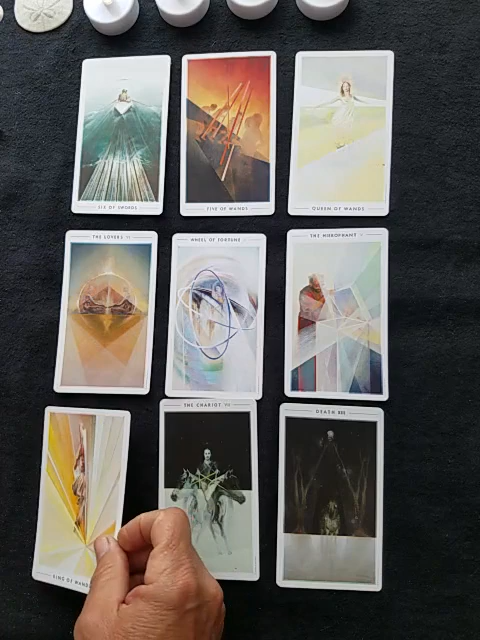 SIX OF SWORDS
FIVE OF WANDS
QUEEN OF WANDS
THE LOVERS VI
WHEEL OF FORTUNE
THE HIEROPHANT
THE CHARIOT VII
DEATH XIII
KING OF WANDS